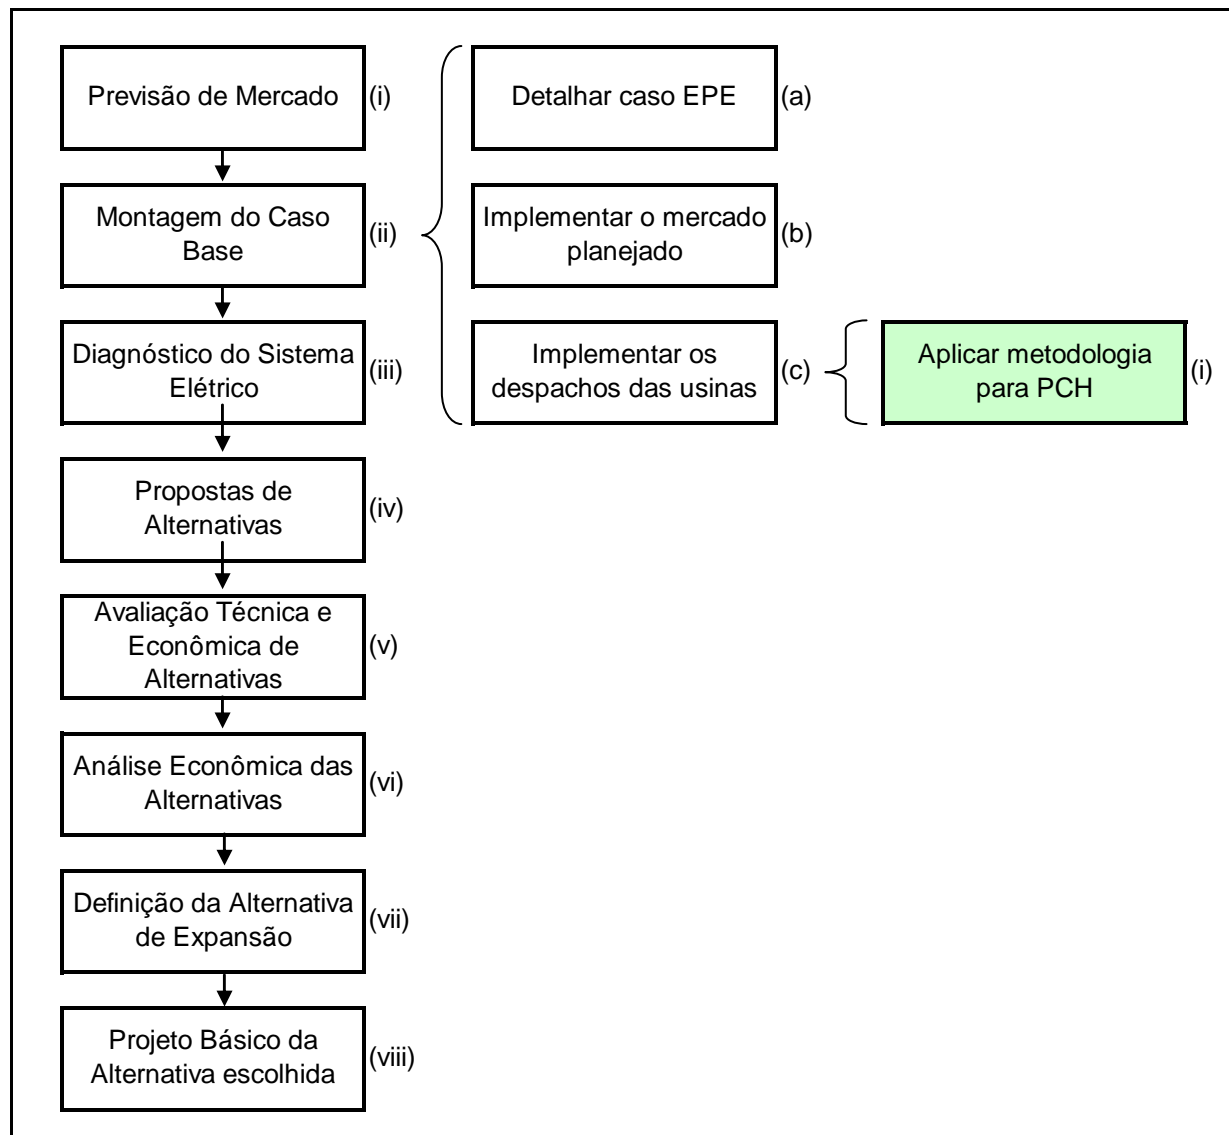 Previsão de Mercado
(i)
Detalhar caso EPE
(a)
Montagem do Caso
Base
(ii)
Implementar o mercado
planejado
(b)
Diagnóstico do Sistema
Elétrico
(iii)
Implementar os
despachos das usinas
(c)
Aplicar metodologia
para PCH
(i)
Propostas de
Alternativas
(iv)
Avaliação Técnica e
Econômica de
Alternativas
(v)
Análise Econômica das
Alternativas
(vi)
Definição da Alternativa
de Expansão
(vii)
Projeto Básico da
Alternativa escolhida
(viii)